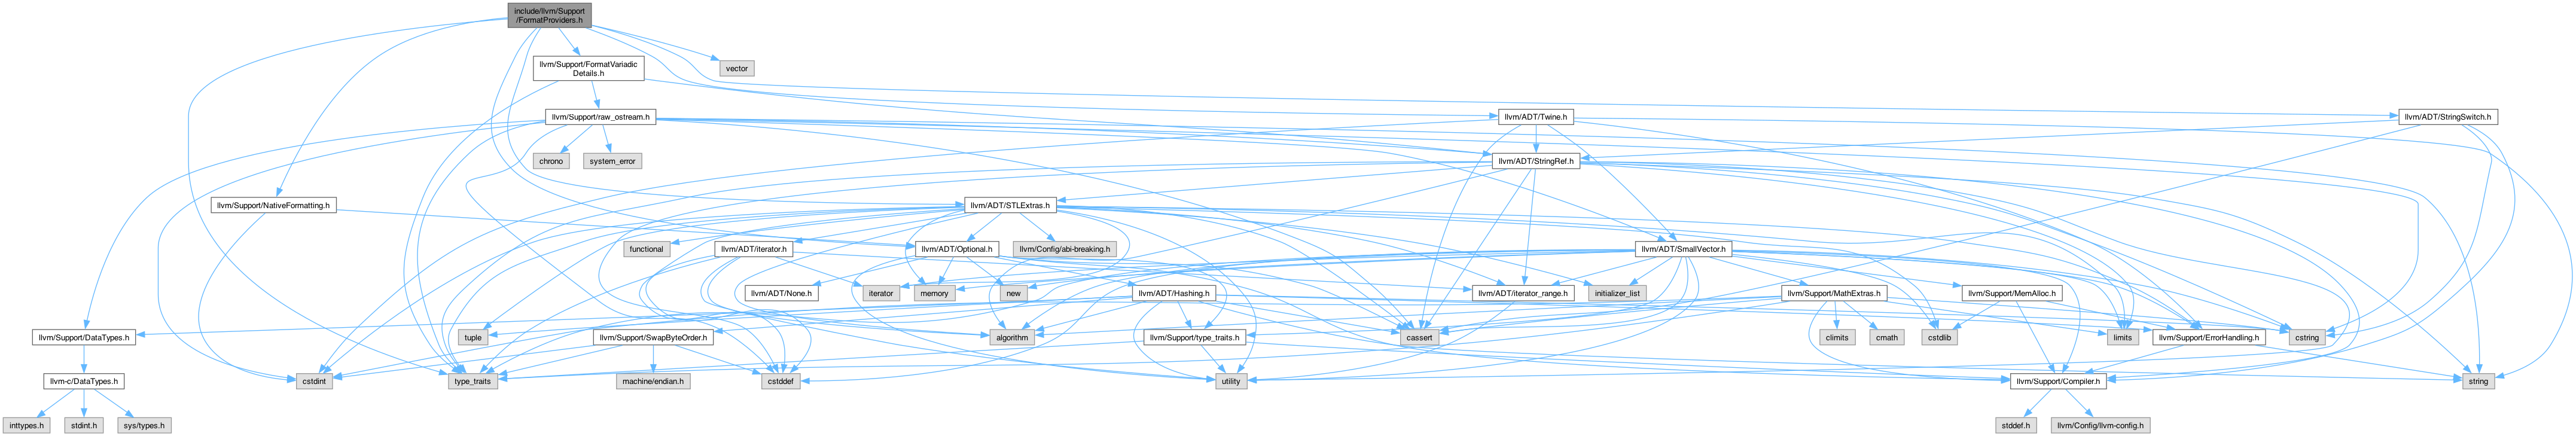 include/llvm/Support
/FormatProviders.h
llvm/Support/FormatVariadic
Details.h
vector
llvm/Support/raw_ostream.h
llvm/ADT/Twine.h
llvm/ADT/StringSwitch.h
chrono
system_error
llvm/ADT/StringRef.h
llvm/Support/NativeFormatting.h
llvm/ADT/STLExtras.h
functional
llvm/ADT/iterator.h
llvm/ADT/Optional.h
llvm/Config/abi-breaking.h
llvm/ADT/SmallVector.h
llvm/ADT/None.h
iterator
memory
new
llvm/ADT/Hashing.h
llvm/ADT/iterator_range.h
initializer_list
llvm/Support/MathExtras.h
llvm/Support/MemAlloc.h
llvm/Support/DataTypes.h
tuple
llvm/Support/SwapByteOrder.h
algorithm
llvm/Support/type_traits.h
cassert
climits
cmath
cstdlib
limits
llvm/Support/ErrorHandling.h
cstring
llvm-c/DataTypes.h
cstdint
type_traits
machine/endian.h
cstddef
utility
llvm/Support/Compiler.h
string
inttypes.h
stdint.h
sys/types.h
stddef.h
llvm/Config/llvm-config.h